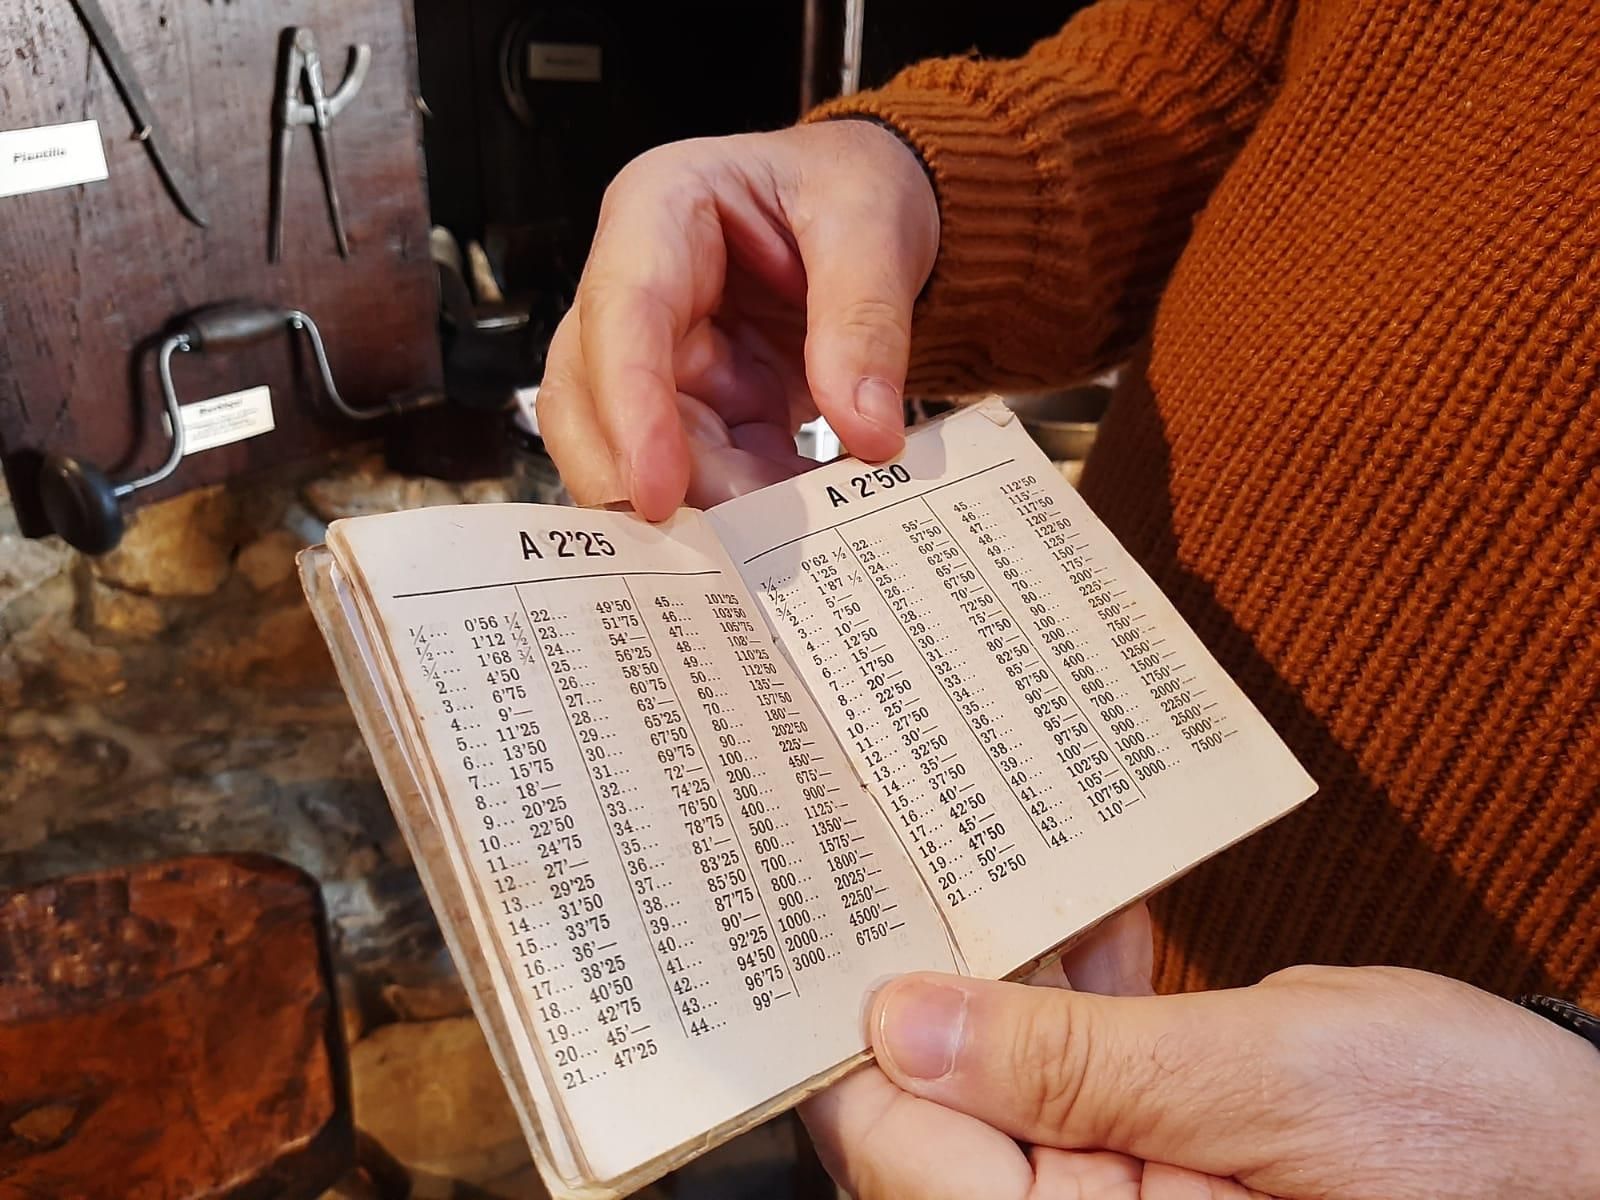 Plantilla
Berbiquí
A 2'25
¼... 0'56 ¼ 22... 49'50 45... 101'25
½... 1'12 ½ 23... 51'75 46... 103'50
¾... 1'68 ¾ 24... 54'— 47... 105'75
2... 4'50 25... 56'25 48... 108'—
3... 6'75 26... 58'50 49... 110'25
4... 9'— 27... 60'75 50... 112'50
5... 11'25 28... 63'— 60... 135'—
6... 13'50 29... 65'25 70... 157'50
7... 15'75 30... 67'50 80... 180'—
8... 18'— 31... 69'75 90... 202'50
9... 20'25 32... 72'— 100... 225'—
10... 22'50 33... 74'25 200... 450'—
11... 24'75 34... 76'50 300... 675'—
12... 27'— 35... 78'75 400... 900'—
13... 29'25 36... 81'— 500... 1125'—
14... 31'50 37... 83'25 600... 1350'—
15... 33'75 38... 85'50 700... 1575'—
16... 36'— 39... 87'75 800... 1800'—
17... 38'25 40... 90'— 900... 2025'—
18... 40'50 41... 92'25 1000... 2250'—
19... 42'75 42... 94'50 2000... 4500'—
20... 45'— 43... 96'75 3000... 6750'—
21... 47'25 44... 99'—
A 2'50
¼... 0'62 ½ 22... 55'— 45... 112'50
½... 1'25 23... 57'50 46... 115'—
¾... 1'87 ½ 24... 60'— 47... 117'50
2... 5'— 25... 62'50 48... 120'—
3... 7'50 26... 65'— 49... 122'50
4... 10'— 27... 67'50 50... 125'—
5... 12'50 28... 70'— 60... 150'—
6... 15'— 29... 72'50 70... 175'—
7... 17'50 30... 75'— 80... 200'—
8... 20'— 31... 77'50 90... 225'—
9... 22'50 32... 80'— 100... 250'—
10... 25'— 33... 82'50 200... 500'—
11... 27'50 34... 85'— 300... 750'—
12... 30'— 35... 87'50 400... 1000'—
13... 32'50 36... 90'— 500... 1250'—
14... 35'— 37... 92'50 600... 1500'—
15... 37'50 38... 95'— 700... 1750'—
16... 40'— 39... 97'50 800... 2000'—
17... 42'50 40... 100'— 900... 2250'—
18... 45'— 41... 102'50 1000... 2500'—
19... 47'50 42... 105'— 2000... 5000'—
20... 50'— 43... 107'50 3000... 7500'—
21... 52'50 44... 110'—